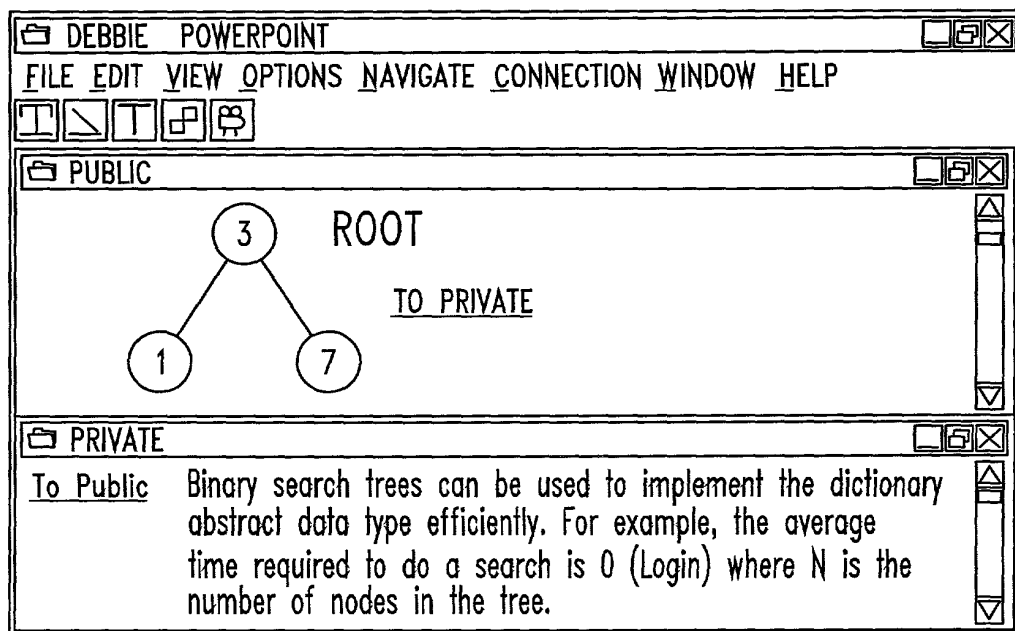 DEBBIE POWERPOINT
FILE EDIT VIEW OPTIONS NAVIGATE CONNECTION WINDOW HELP
T T
PUBLIC
3 ROOT
TO PRIVATE
1 7
PRIVATE
To Public Binary search trees can be used to implement the dictionary
abstract data type efficiently. For example, the average
time required to do a search is O (Login) where N is the
number of nodes in the tree.